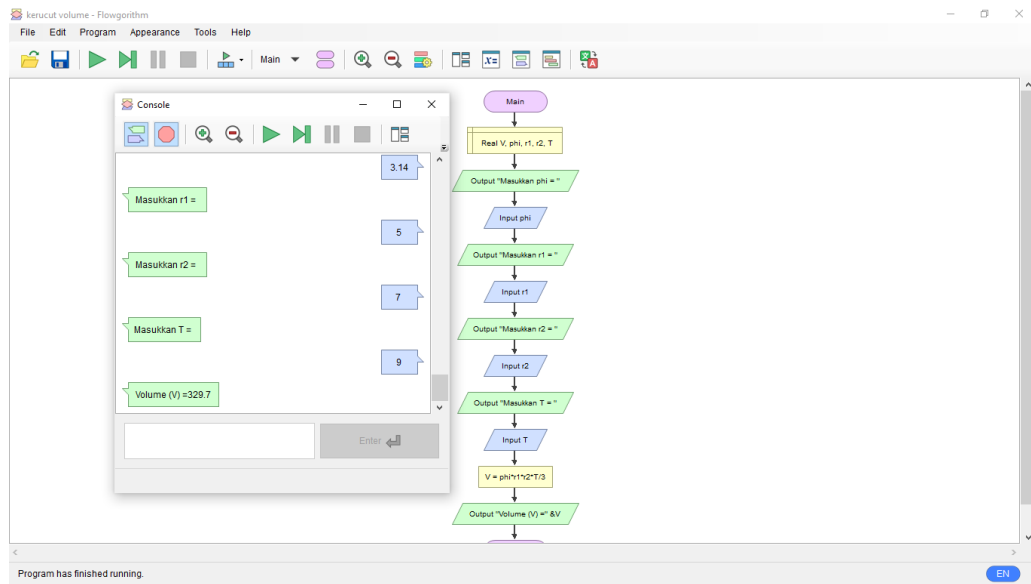 kerucut volume - Flowgorithm
File Edit Program Appearance Tools Help
Main
x=
Console
3.14
Masukkan r1 =
5
Masukkan r2 =
7
Masukkan T =
9
Volume (V) =329.7
Enter
Main
Real V, phi, r1, r2, T
Output "Masukkan phi = "
Input phi
Output "Masukkan r1 = "
Input r1
Output "Masukkan r2 = "
Input r2
Output "Masukkan T = "
Input T
V = phi*r1*r2*T/3
Output "Volume (V) =" &V
Program has finished running.
EN